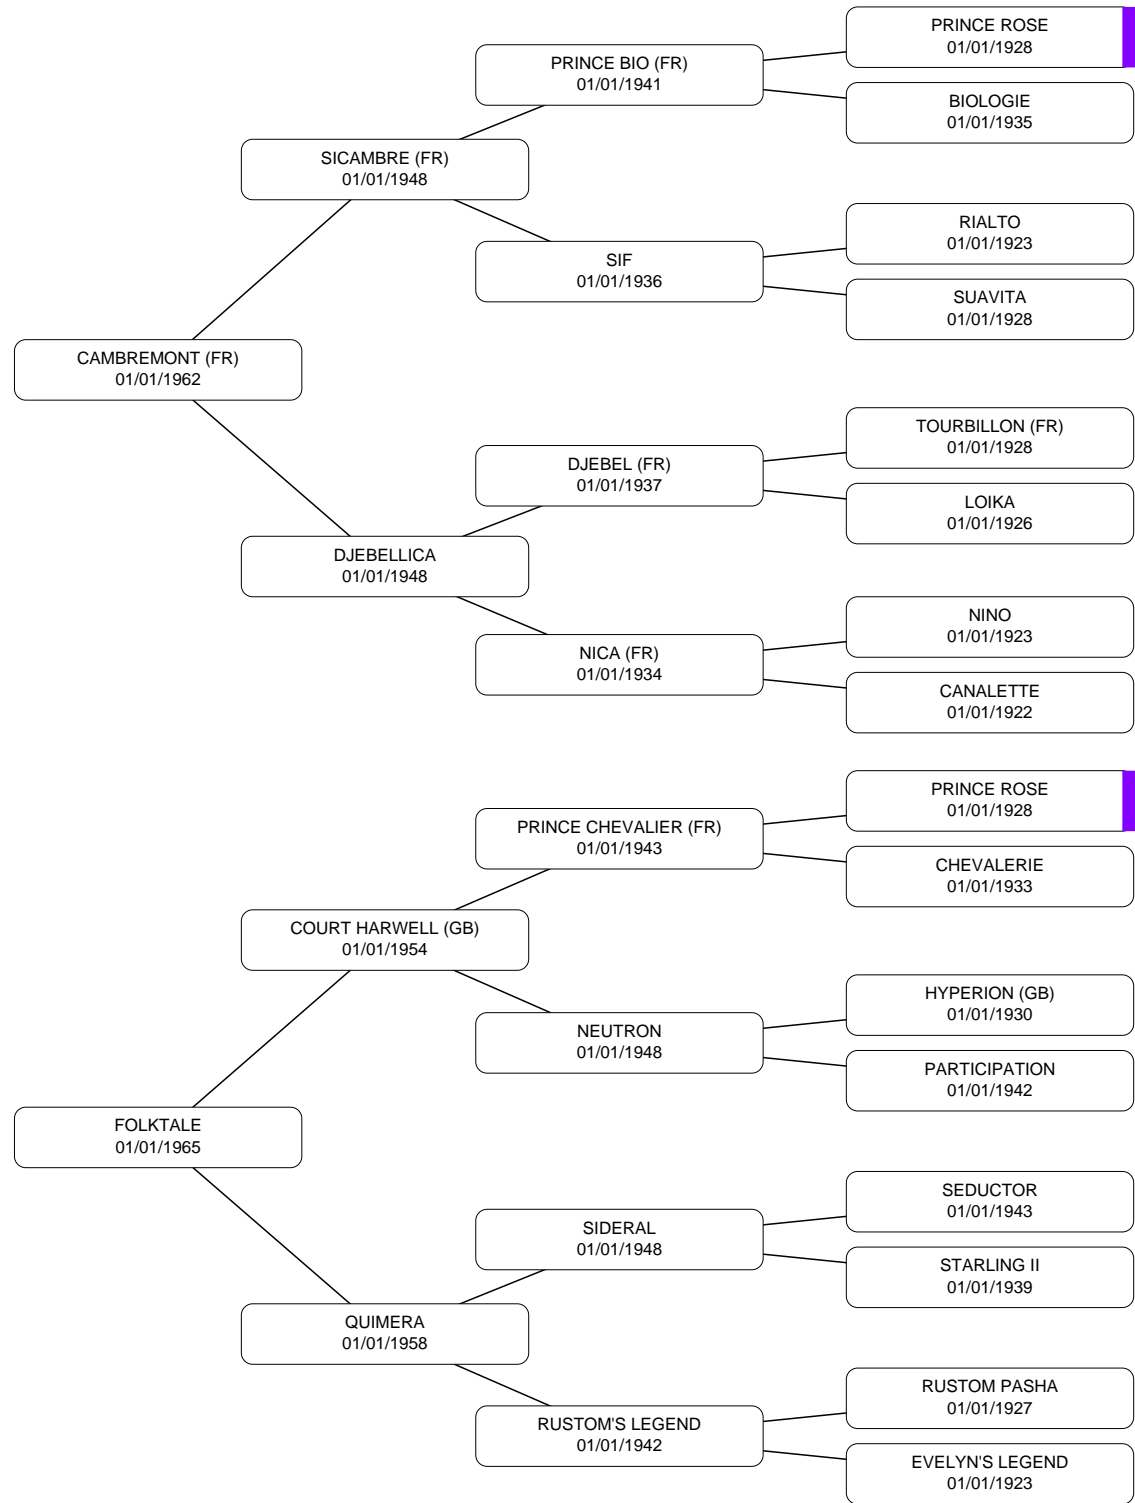 PRINCE ROSE
01/01/1928
PRINCE BIO (FR)
01/01/1941
BIOLOGIE
01/01/1935
SICAMBRE (FR)
01/01/1948
RIALTO
01/01/1923
SIF
01/01/1936
SUAVITA
01/01/1928
CAMBREMONT (FR)
01/01/1962
TOURBILLON (FR)
01/01/1928
DJEBEL (FR)
01/01/1937
LOIKA
01/01/1926
DJEBELLICA
01/01/1948
NINO
01/01/1923
NICA (FR)
01/01/1934
CANALETTE
01/01/1922
PRINCE ROSE
01/01/1928
PRINCE CHEVALIER (FR)
01/01/1943
CHEVALERIE
01/01/1933
COURT HARWELL (GB)
01/01/1954
HYPERION (GB)
01/01/1930
NEUTRON
01/01/1948
PARTICIPATION
01/01/1942
FOLKTALE
01/01/1965
SEDUCTOR
01/01/1943
SIDERAL
01/01/1948
STARLING II
01/01/1939
QUIMERA
01/01/1958
RUSTOM PASHA
01/01/1927
RUSTOM'S LEGEND
01/01/1942
EVELYN'S LEGEND
01/01/1923